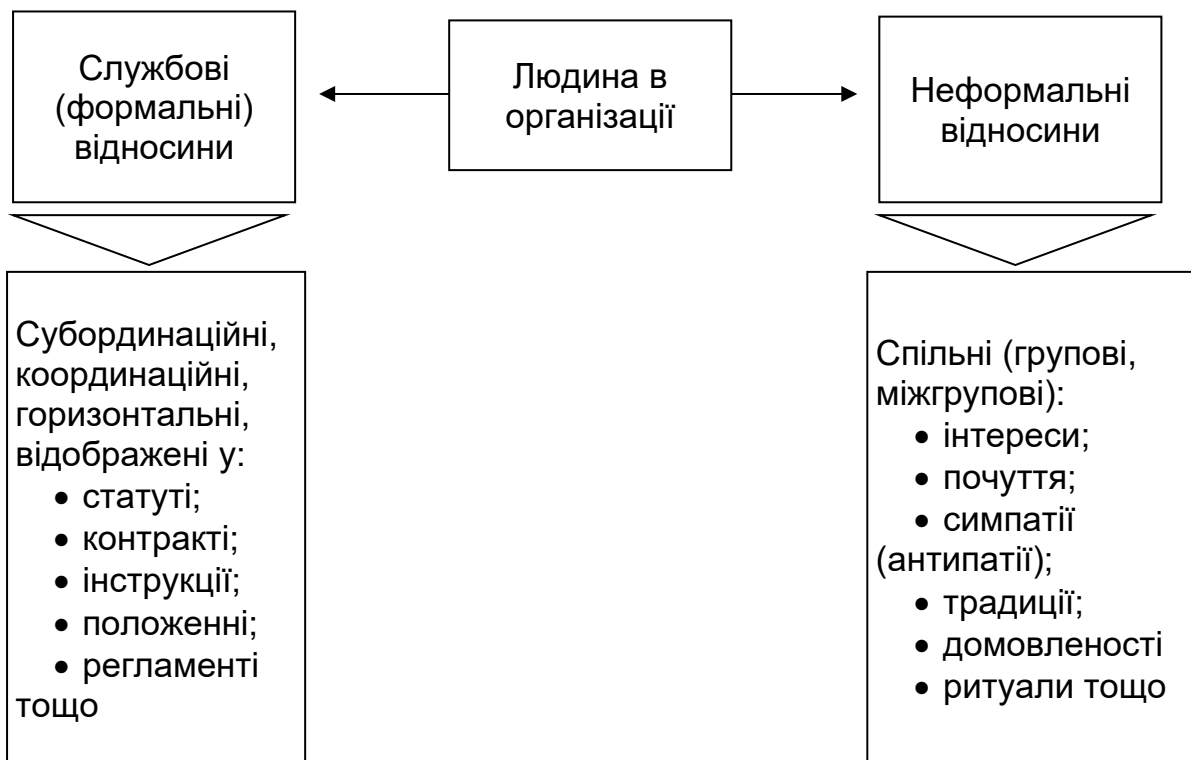 Службові
(формальні)
відносини
Людина в
організації
Неформальні
відносини
Субординаційні,
координаційні,
горизонтальні,
відображені у:
• статуті;
• контракті;
• інструкції;
• положенні;
• регламенті
тощо
Спільні (групові,
міжгрупові):
• інтереси;
• почуття;
• симпатії
(антипатії);
• традиції;
• домовленості
• ритуали тощо